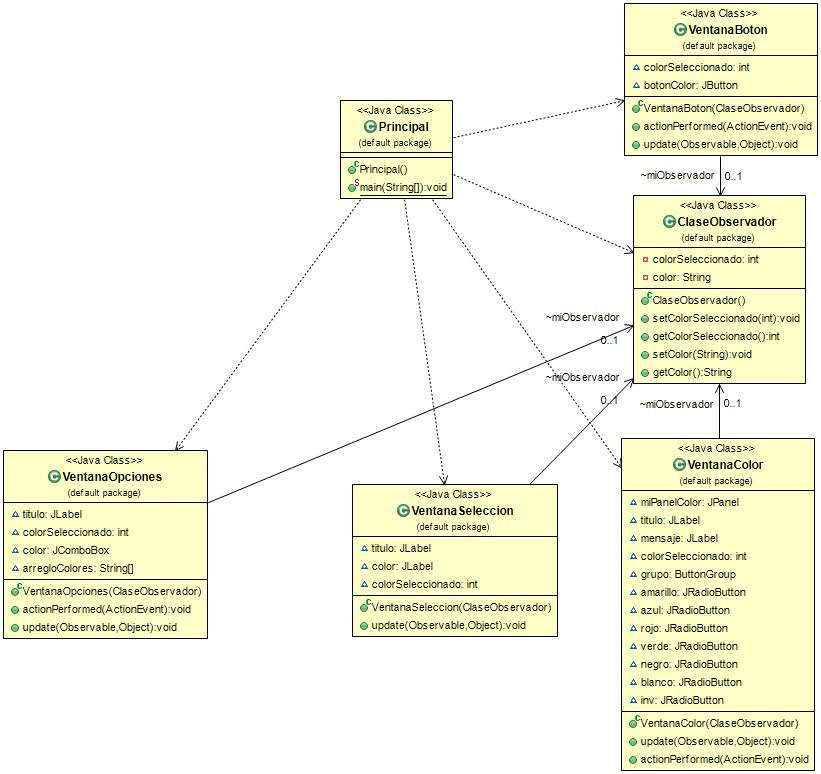 <<Java Class>>
VentanaBoton
(default package)
colorSeleccionado: int
botonColor: JButton
VentanaBoton(ClaseObservador)
actionPerformed(ActionEvent):void
update(Observable,Object):void
<<Java Class>>
Principal
(default package)
Principal()
main(String[]):void
~miObservador 0..1
<<Java Class>>
ClaseObservador
(default package)
colorSeleccionado: int
color: String
ClaseObservador()
setColorSeleccionado(int):void
getColorSeleccionado():int
setColor(String):void
getColor():String
~miObservador
0..1
~miObservador
0..1
~miObservador 0..1
<<Java Class>>
VentanaOpciones
(default package)
titulo: JLabel
colorSeleccionado: int
color: JComboBox
arregloColores: String[]
VentanaOpciones(ClaseObservador)
actionPerformed(ActionEvent):void
update(Observable,Object):void
<<Java Class>>
VentanaSeleccion
(default package)
titulo: JLabel
color: JLabel
colorSeleccionado: int
VentanaSeleccion(ClaseObservador)
update(Observable,Object):void
<<Java Class>>
VentanaColor
(default package)
miPanelColor: JPanel
titulo: JLabel
mensaje: JLabel
colorSeleccionado: int
grupo: ButtonGroup
amarillo: JRadioButton
azul: JRadioButton
rojo: JRadioButton
verde: JRadioButton
negro: JRadioButton
blanco: JRadioButton
inv: JRadioButton
VentanaColor(ClaseObservador)
update(Observable,Object):void
actionPerformed(ActionEvent):void